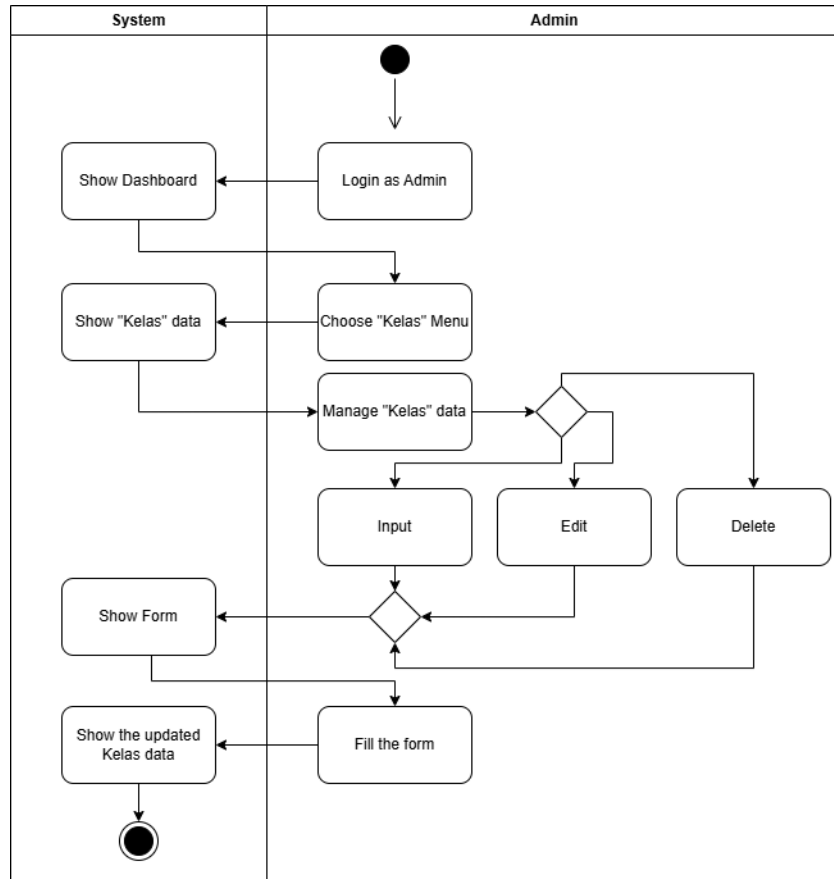 System
Admin
Show Dashboard
Login as Admin
Show "Kelas" data
Choose "Kelas" Menu
Manage "Kelas" data
Input
Edit
Delete
Show Form
Show the updated
Kelas data
Fill the form